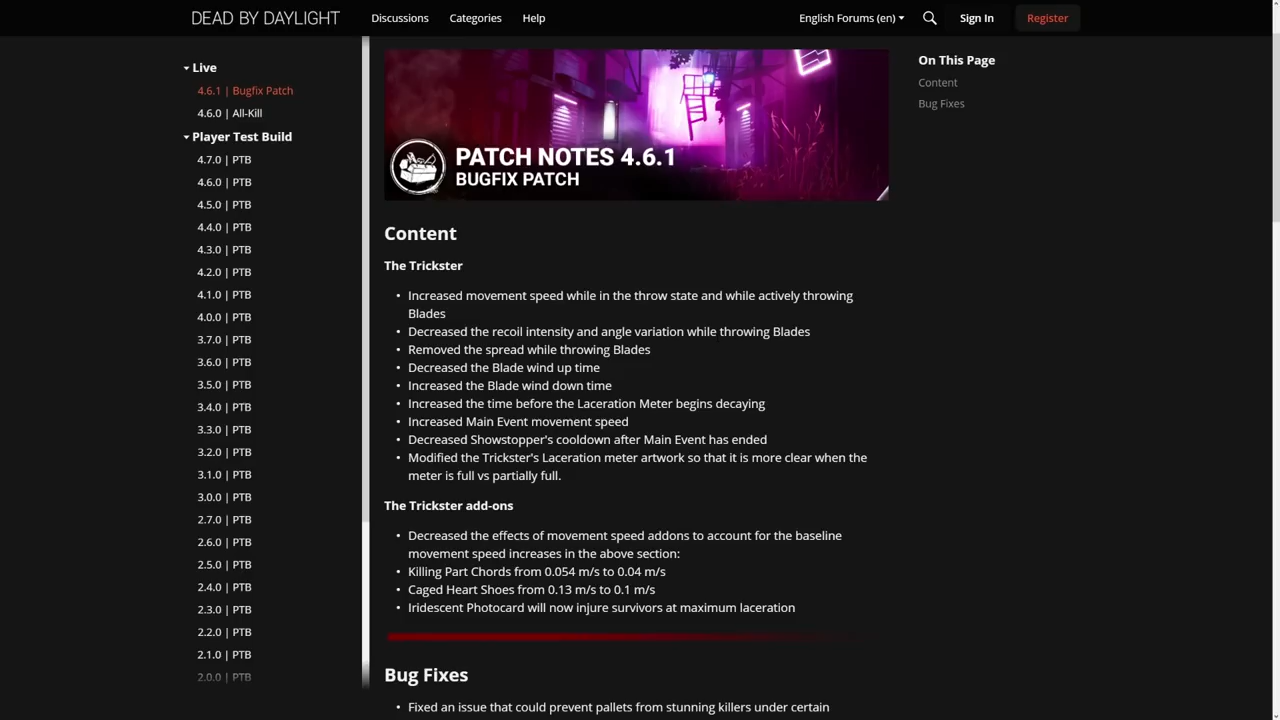 DEAD BY DAYLIGHT
Discussions
Categories
Help
English Forums (en)
Sign In
Register
Live
4.6.1 | Bugfix Patch
4.6.0 | All-Kill
Player Test Build
4.7.0 | PTB
4.6.0 | PTB
4.5.0 | PTB
4.4.0 | PTB
4.3.0 | PTB
4.2.0 | PTB
4.1.0 | PTB
4.0.0 | PTB
3.7.0 | PTB
3.6.0 | PTB
3.5.0 | PTB
3.4.0 | PTB
3.3.0 | PTB
3.2.0 | PTB
3.1.0 | PTB
3.0.0 | PTB
2.7.0 | PTB
2.6.0 | PTB
2.5.0 | PTB
2.4.0 | PTB
2.3.0 | PTB
2.2.0 | PTB
2.1.0 | PTB
2.0.0 | PTB
PATCH NOTES 4.6.1
BUGFIX PATCH
Content
The Trickster
• Increased movement speed while in the throw state and while actively throwing
Blades
• Decreased the recoil intensity and angle variation while throwing Blades
• Removed the spread while throwing Blades
• Decreased the Blade wind up time
• Increased the Blade wind down time
• Increased the time before the Laceration Meter begins decaying
• Increased Main Event movement speed
• Decreased Showstopper's cooldown after Main Event has ended
• Modified the Trickster's Laceration meter artwork so that it is more clear when the
meter is full vs partially full.
The Trickster add-ons
• Decreased the effects of movement speed addons to account for the baseline
movement speed increases in the above section:
• Killing Part Chords from 0.054 m/s to 0.04 m/s
• Caged Heart Shoes from 0.13 m/s to 0.1 m/s
• Iridescent Photocard will now injure survivors at maximum laceration
Bug Fixes
• Fixed an issue that could prevent pallets from stunning killers under certain
On This Page
Content
Bug Fixes